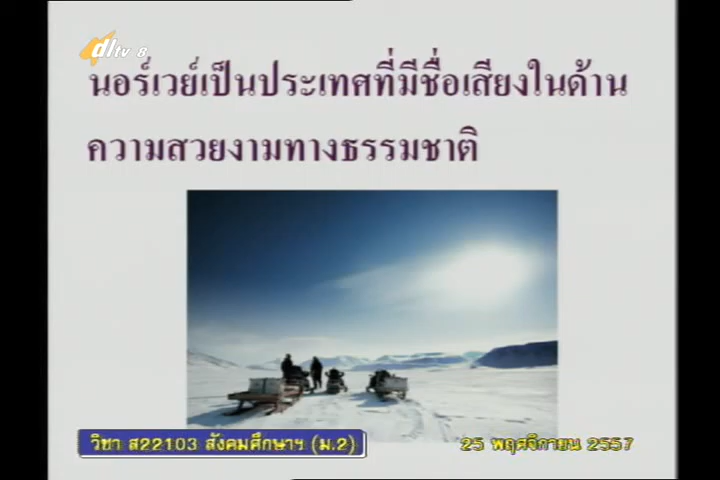 dltv 8
นอร์เวย์เป็นประเทศที่มีชื่อเสียงในด้าน
ความสวยงามทางธรรมชาติ
วิชา ส22103 สังคมศึกษาฯ (ม.2)
25 พฤศจิกายน 2557